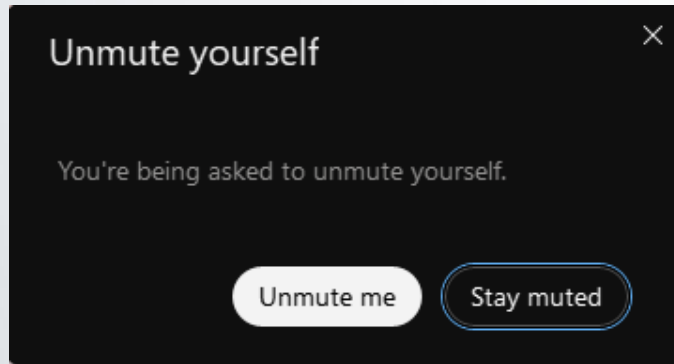 Unmute yourself
You're being asked to unmute yourself.
Unmute me
Stay muted